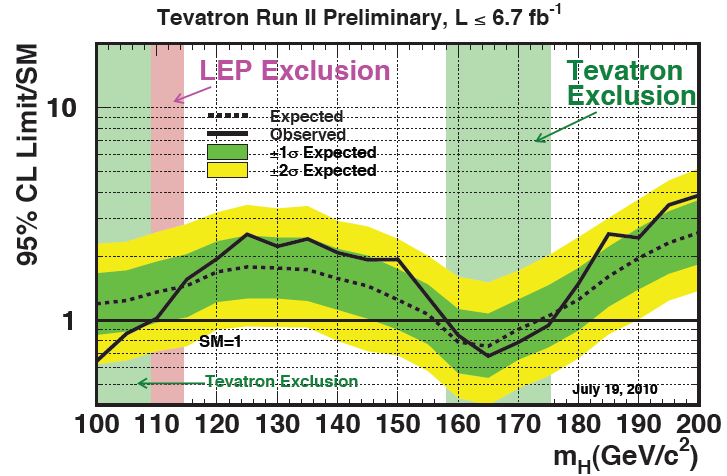 Tevatron Run II Preliminary, L ≤ 6.7 fb⁻¹
LEP Exclusion
Tevatron
Exclusion
10
Expected
Observed
±1σ Expected
±2σ Expected
95% CL Limit/SM
1
SM=1
Tevatron Exclusion
July 19, 2010
100 110 120 130 140 150 160 170 180 190 200
m_H(GeV/c²)